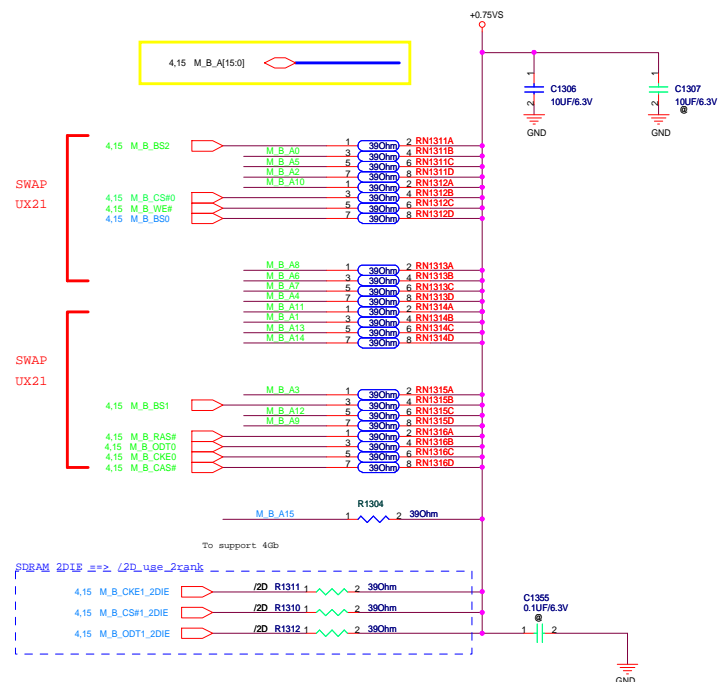 +0.75VS
4,15 M_B_A[15:0]
1 C1306
2 10UF/6.3V
GND
1 C1307
2 10UF/6.3V
@
GND
SWAP
UX21
4,15 M_B_BS2 1 39Ohm 2 RN1311A
M_B_A0 3 39Ohm 4 RN1311B
M_B_A5 5 39Ohm 6 RN1311C
M_B_A2 7 39Ohm 8 RN1311D
M_B_A10 1 39Ohm 2 RN1312A
4,15 M_B_CS#0 3 39Ohm 4 RN1312B
4,15 M_B_WE# 5 39Ohm 6 RN1312C
4,15 M_B_BS0 7 39Ohm 8 RN1312D
M_B_A8 1 39Ohm 2 RN1313A
M_B_A6 3 39Ohm 4 RN1313B
M_B_A7 5 39Ohm 6 RN1313C
M_B_A4 7 39Ohm 8 RN1313D
M_B_A11 1 39Ohm 2 RN1314A
M_B_A1 3 39Ohm 4 RN1314B
M_B_A13 5 39Ohm 6 RN1314C
M_B_A14 7 39Ohm 8 RN1314D
SWAP
UX21
M_B_A3 1 39Ohm 2 RN1315A
4,15 M_B_BS1 3 39Ohm 4 RN1315B
M_B_A12 5 39Ohm 6 RN1315C
M_B_A9 7 39Ohm 8 RN1315D
4,15 M_B_RAS# 1 39Ohm 2 RN1316A
4,15 M_B_ODT0 3 39Ohm 4 RN1316B
4,15 M_B_CKE0 5 39Ohm 6 RN1316C
4,15 M_B_CAS# 7 39Ohm 8 RN1316D
R1304
M_B_A15 1 2 39Ohm
To support 4Gb
SDRAM 2DIE ==> /2D use 2rank
4,15 M_B_CKE1_2DIE /2D R1311 1 2 39Ohm
4,15 M_B_CS#1_2DIE /2D R1310 1 2 39Ohm
4,15 M_B_ODT1_2DIE /2D R1312 1 2 39Ohm
C1355
0.1UF/6.3V
@
1 2
GND